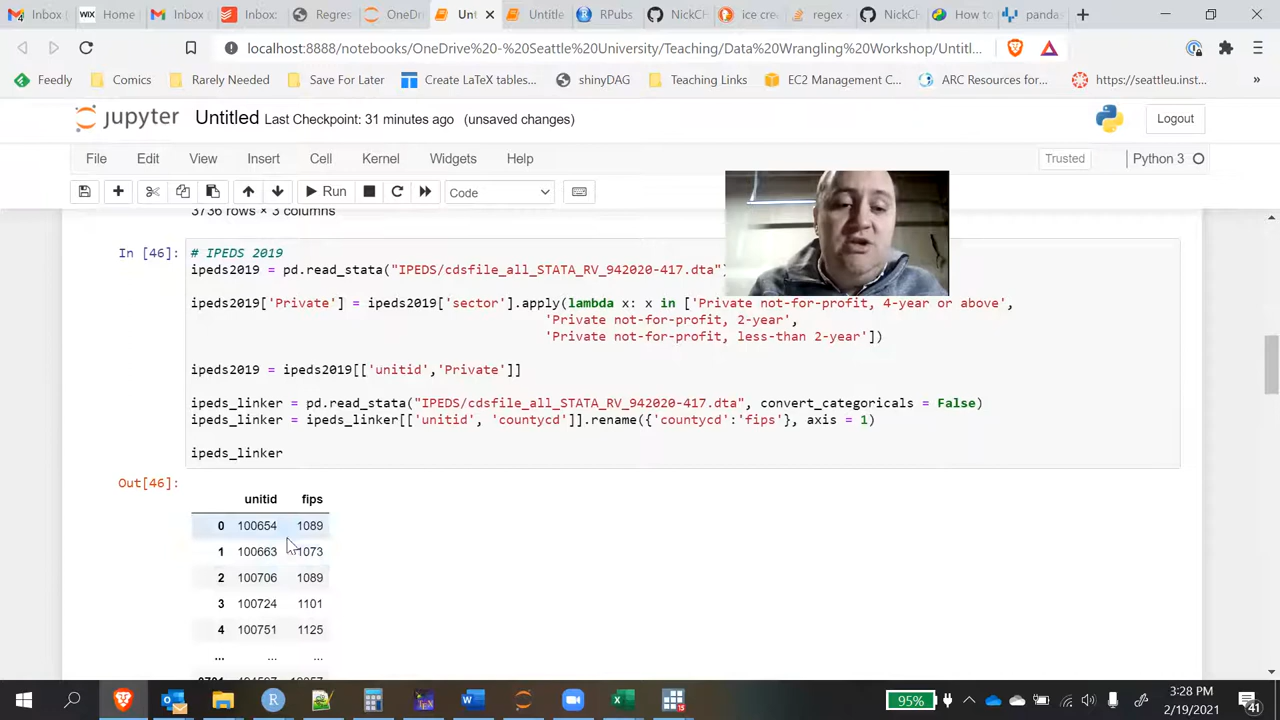 Inbox
Home
Inbox
Inbox:
Regres
OneDri
Unt
Untitle
RPubs
NickCh
ice cre
regex -
NickCh
How to
pandas
localhost:8888/notebooks/OneDrive%20-%20Seattle%20University/Teaching/Data%20Wrangling%20Workshop/Untitl...
Feedly
Comics
Rarely Needed
Save For Later
Create LaTeX tables...
shinyDAG
Teaching Links
EC2 Management C...
ARC Resources for...
https://seattleu.inst...
»
jupyter Untitled Last Checkpoint: 31 minutes ago (unsaved changes)
Logout
File Edit View Insert Cell Kernel Widgets Help
Trusted
Python 3
Run
Code
3736 rows × 3 columns
In [46]:
# IPEDS 2019
ipeds2019 = pd.read_stata("IPEDS/cdsfile_all_STATA_RV_942020-417.dta")
ipeds2019['Private'] = ipeds2019['sector'].apply(lambda x: x in ['Private not-for-profit, 4-year or above',
'Private not-for-profit, 2-year',
'Private not-for-profit, less-than 2-year'])
ipeds2019 = ipeds2019[['unitid','Private']]
ipeds_linker = pd.read_stata("IPEDS/cdsfile_all_STATA_RV_942020-417.dta", convert_categoricals = False)
ipeds_linker = ipeds_linker[['unitid', 'countycd']].rename({'countycd':'fips'}, axis = 1)
ipeds_linker
Out[46]:
unitid fips
0 100654 1089
1 100663 1073
2 100706 1089
3 100724 1101
4 100751 1125
... ... ...
95%
3:28 PM
2/19/2021
41